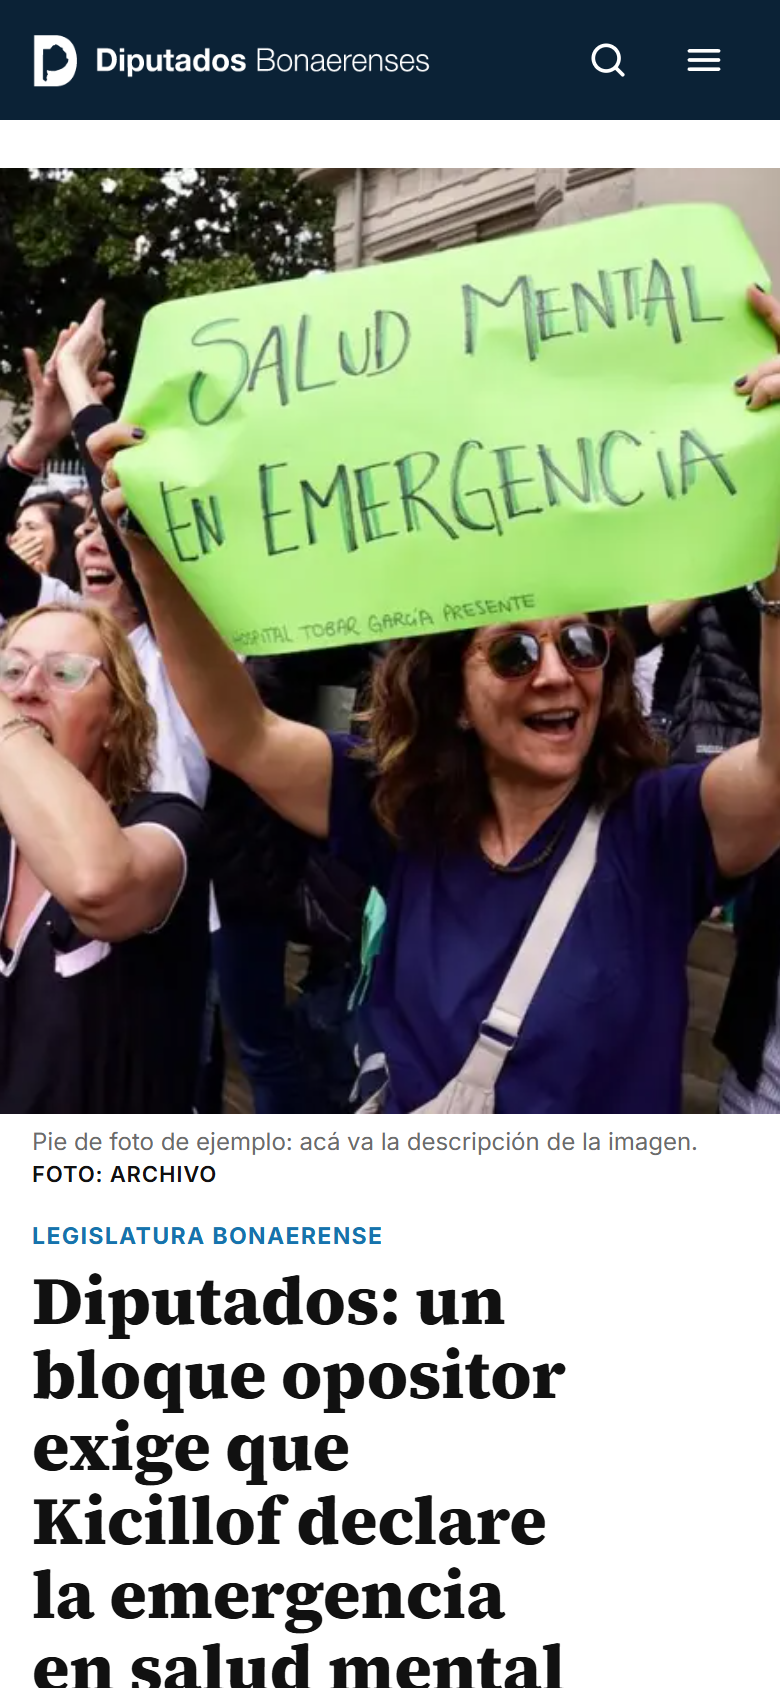 Diputados Bonaerenses
SALUD MENTAL
EN EMERGENCIA
HOSPITAL TOBAR GARCÍA PRESENTE
Pie de foto de ejemplo: acá va la descripción de la imagen.
FOTO: ARCHIVO
LEGISLATURA BONAERENSE
Diputados: un
bloque opositor
exige que
Kicillof declare
la emergencia
en salud mental